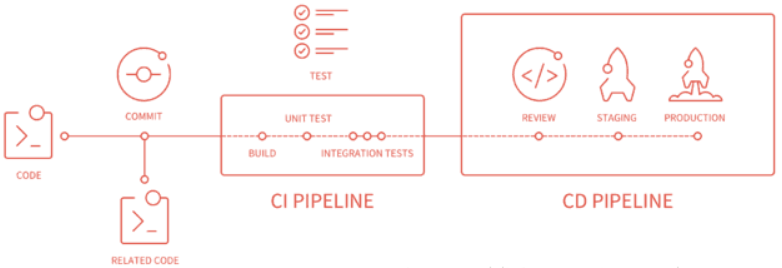 TEST
COMMIT
REVIEW
STAGING
PRODUCTION
UNIT TEST
BUILD
INTEGRATION TESTS
CODE
CI PIPELINE
CD PIPELINE
RELATED CODE